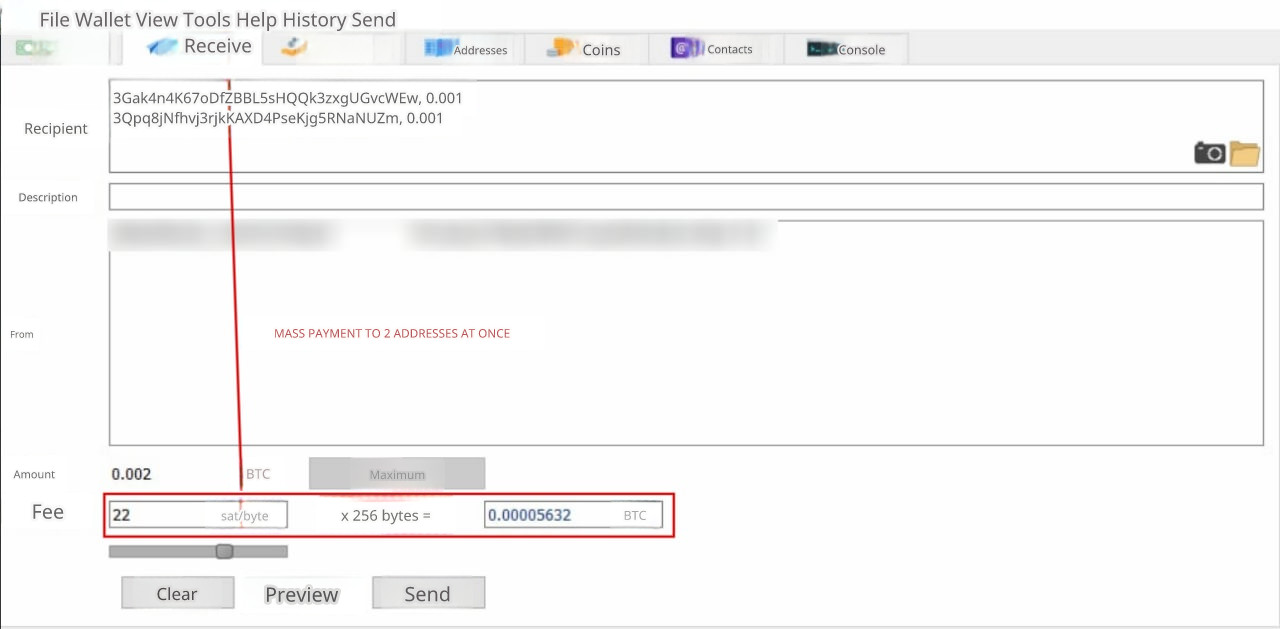 File Wallet View Tools Help History Send
Receive
Addresses
Coins
Contacts
Console
Recipient
3Gak4n4K67oDfZBBL5sHQQk3zxgUGvcWEw, 0.001
3Qpq8jNfhvj3rjkKAXD4PseKjg5RNaNUZm, 0.001
Description
From
MASS PAYMENT TO 2 ADDRESSES AT ONCE
Amount 0.002 BTC Maximum
Fee 22 sat/byte x 256 bytes = 0.00005632 BTC
Clear Preview Send